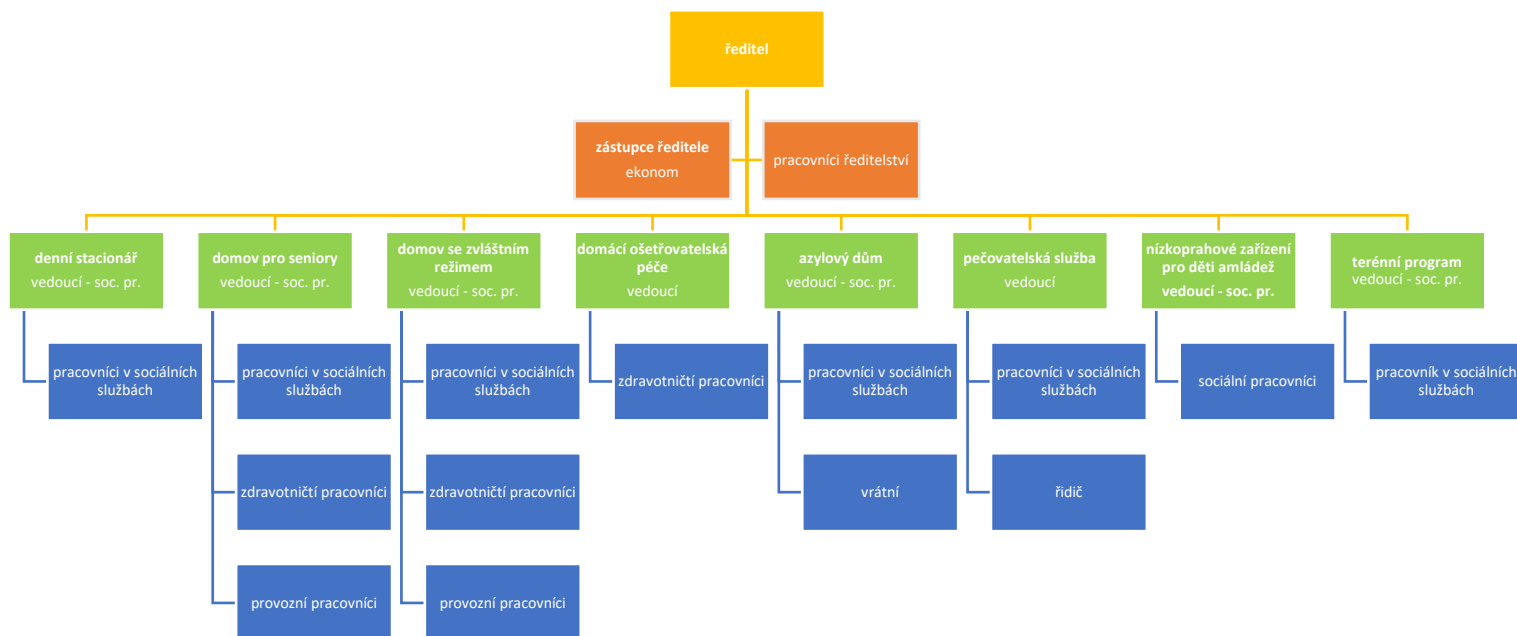 ředitel
zástupce ředitele
ekonom
pracovníci ředitelství
denní stacionář
vedoucí - soc. pr.
domov pro seniory
vedoucí - soc. pr.
domov se zvláštním
režimem
vedoucí - soc. pr.
domácí ošetřovatelská
péče
vedoucí
azylový dům
vedoucí - soc. pr.
pečovatelská služba
vedoucí
nízkoprahové zařízení
pro děti amládež
vedoucí - soc. pr.
terénní program
vedoucí - soc. pr.
pracovníci v sociálních
službách
pracovníci v sociálních
službách
pracovníci v sociálních
službách
zdravotničtí pracovníci
pracovníci v sociálních
službách
pracovníci v sociálních
službách
sociální pracovníci
pracovník v sociálních
službách
zdravotničtí pracovníci
zdravotničtí pracovníci
vrátní
řidič
provozní pracovníci
provozní pracovníci